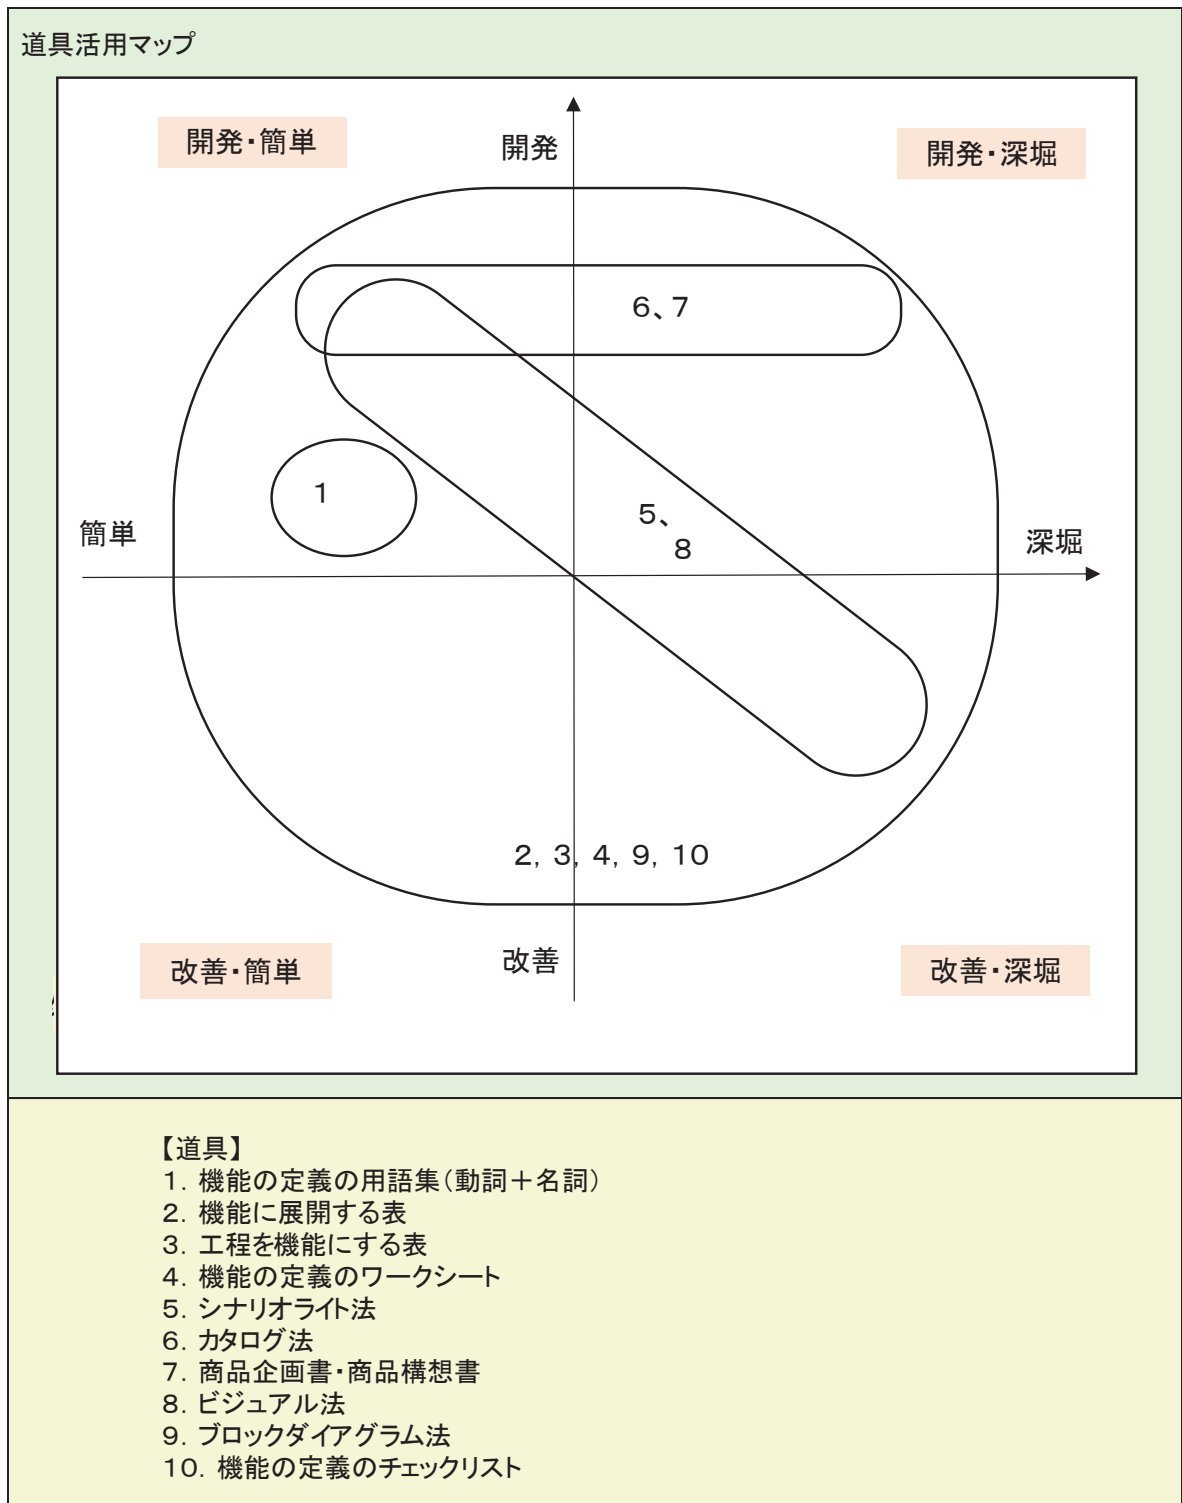 道具活用マップ
開発・簡単
開発
開発・深堀
6、7
1
5、
8
簡単
深堀
2, 3, 4, 9, 10
改善・簡単
改善
改善・深堀
【道具】
1. 機能の定義の用語集(動詞+名詞)
2. 機能に展開する表
3. 工程を機能にする表
4. 機能の定義のワークシート
5. シナリオライト法
6. カタログ法
7. 商品企画書・商品構想書
8. ビジュアル法
9. ブロックダイアグラム法
10. 機能の定義のチェックリスト